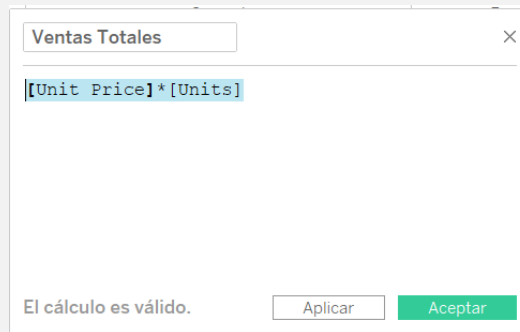 Ventas Totales
[Unit Price]*[Units]
El cálculo es válido.
Aplicar
Aceptar